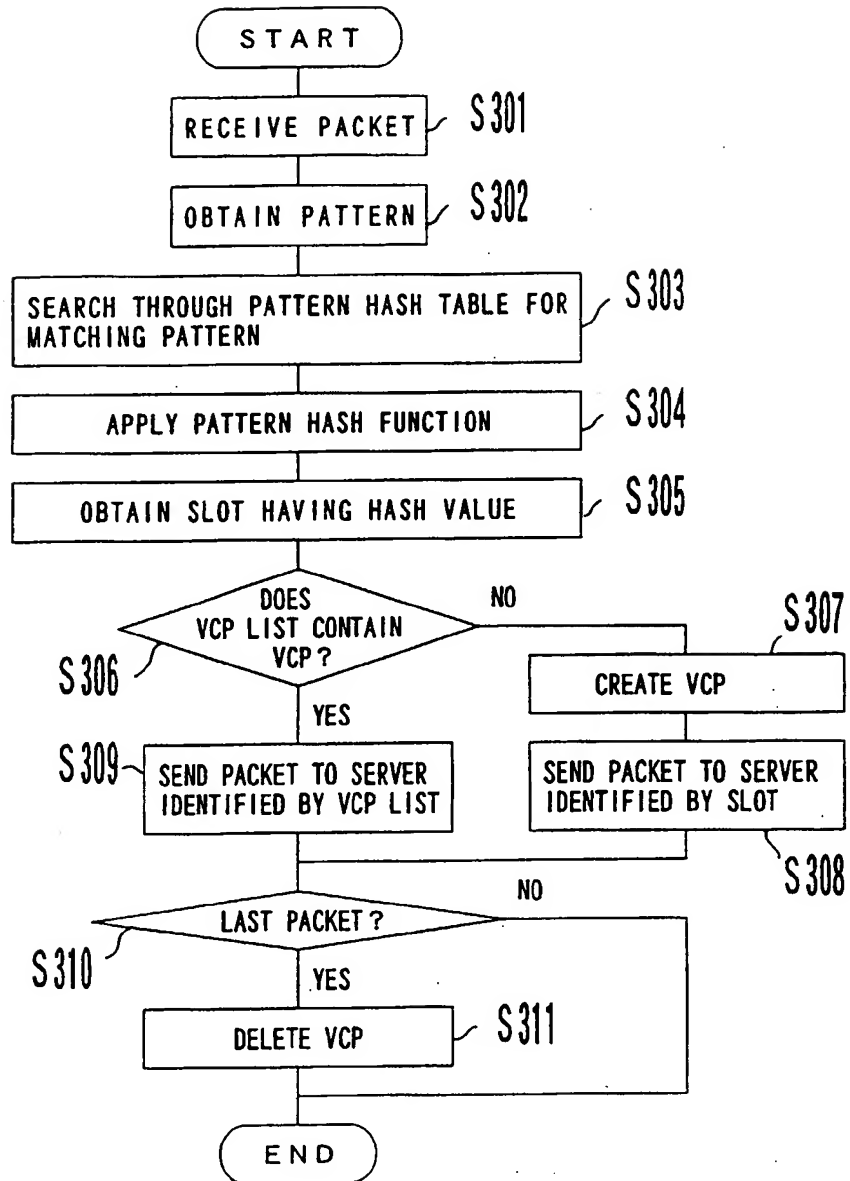 START
RECEIVE PACKET
S301
OBTAIN PATTERN
S302
SEARCH THROUGH PATTERN HASH TABLE FOR
MATCHING PATTERN
S303
APPLY PATTERN HASH FUNCTION
S304
OBTAIN SLOT HAVING HASH VALUE
S305
DOES
VCP LIST CONTAIN
VCP?
S306
NO
YES
S307
CREATE VCP
S309
SEND PACKET TO SERVER
IDENTIFIED BY VCP LIST
SEND PACKET TO SERVER
IDENTIFIED BY SLOT
S308
LAST PACKET?
NO
S310
YES
DELETE VCP
S311
END